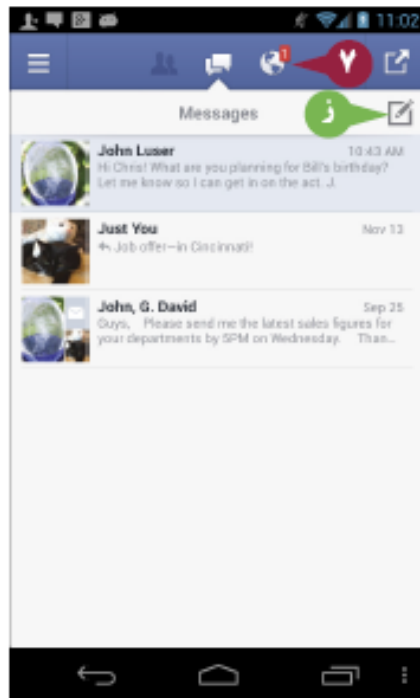 11:02
1
٧
Messages
ز
John Luser
10:43 AM
Hi Chris! What are you planning for Bill's birthday?
Let me know so I can get in on the act. J.
Just You
Nov 13
Job offer—in Cincinnati!
John, G. David
Sep 25
Guys, Please send me the latest sales figures for
your departments by 5PM on Wednesday. Than...